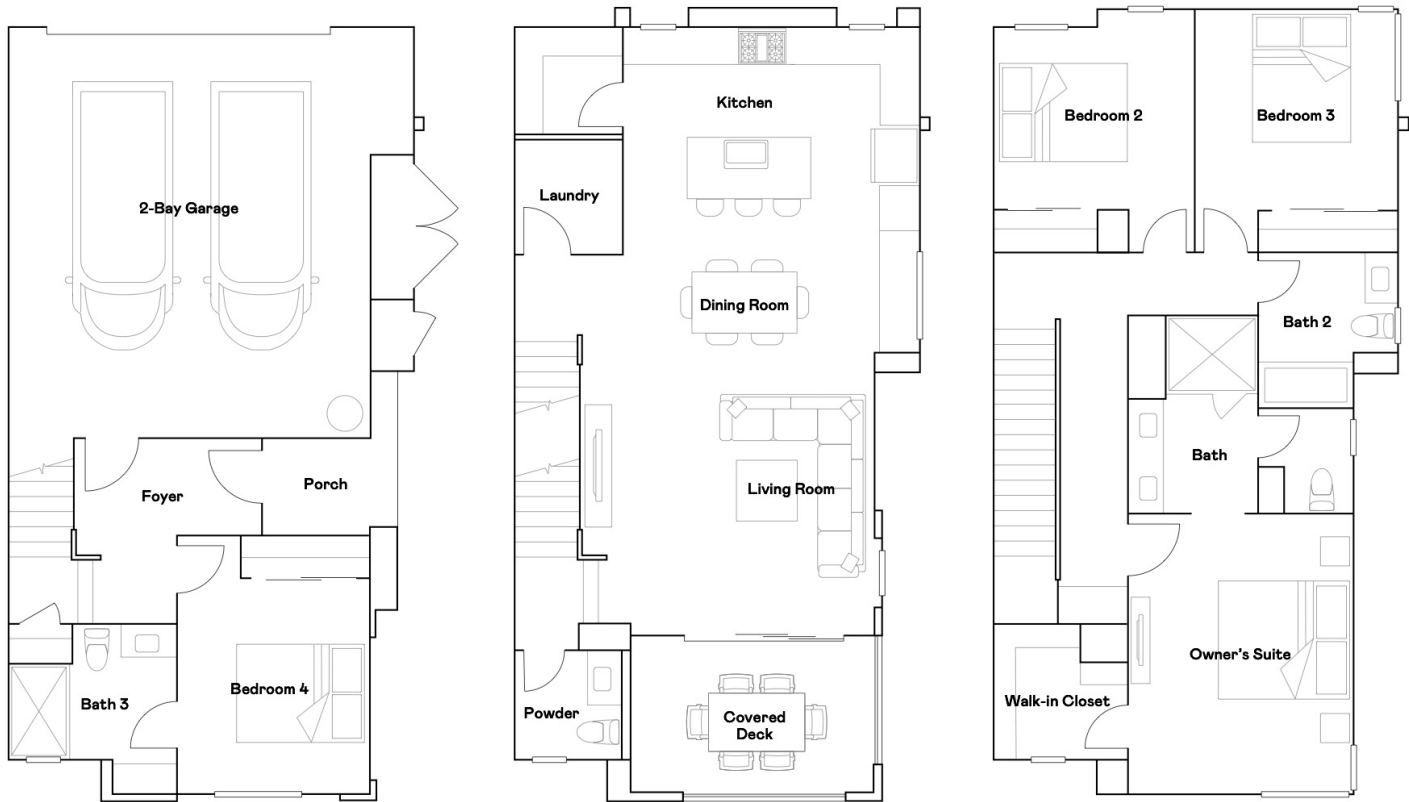 2-Bay Garage
Foyer
Porch
Bath 3
Bedroom 4
Kitchen
Laundry
Dining Room
Living Room
Powder
Covered
Deck
Bedroom 2
Bedroom 3
Bath 2
Bath
Owner's Suite
Walk-in Closet